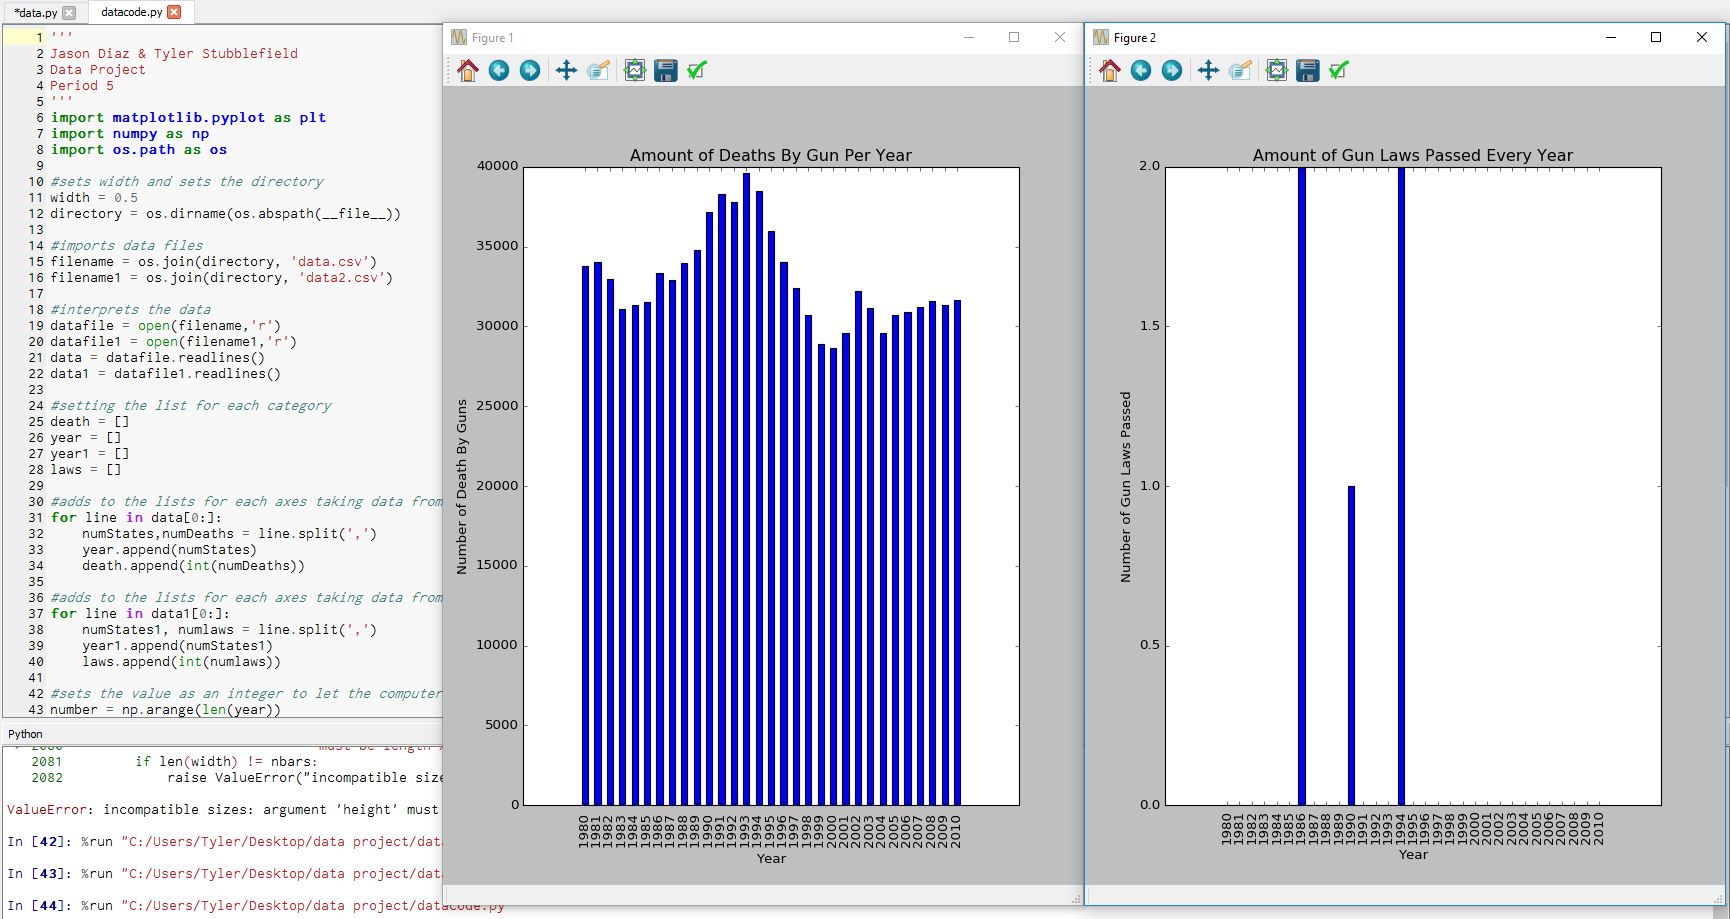 *data.py
datacode.py
1 '''
2 Jason Diaz & Tyler Stubblefield
3 Data Project
4 Period 5
5 '''
6 import matplotlib.pyplot as plt
7 import numpy as np
8 import os.path as os
9
10 #sets width and sets the directory
11 width = 0.5
12 directory = os.dirname(os.abspath(__file__))
13
14 #imports data files
15 filename = os.join(directory, 'data.csv')
16 filename1 = os.join(directory, 'data2.csv')
17
18 #interprets the data
19 datafile = open(filename,'r')
20 datafile1 = open(filename1,'r')
21 data = datafile.readlines()
22 data1 = datafile1.readlines()
23
24 #setting the list for each category
25 death = []
26 year = []
27 year1 = []
28 laws = []
29
30 #adds to the lists for each axes taking data from
31 for line in data[0:]:
32 numStates,numDeaths = line.split(',')
33 year.append(numStates)
34 death.append(int(numDeaths))
35
36 #adds to the lists for each axes taking data from
37 for line in data1[0:]:
38 numStates1, numlaws = line.split(',')
39 year1.append(numStates1)
40 laws.append(int(numlaws))
41
42 #sets the value as an integer to let the computer
43 number = np.arange(len(year))
Python
2080 must be length
2081 if len(width) != nbars:
2082 raise ValueError("incompatible size
ValueError: incompatible sizes: argument 'height' must
In [42]: %run "C:/Users/Tyler/Desktop/data project/dat
In [43]: %run "C:/Users/Tyler/Desktop/data project/dat
In [44]: %run "C:/Users/Tyler/Desktop/data project/datacode.py
Figure 1
Amount of Deaths By Gun Per Year
40000
35000
30000
25000
20000
15000
10000
5000
0
Number of Death By Guns
1980 1981 1982 1983 1984 1985 1986 1987 1988 1989 1990 1991 1992 1993 1994 1995 1996 1997 1998 1999 2000 2001 2002 2003 2004 2005 2006 2007 2008 2009 2010
Year
Figure 2
Amount of Gun Laws Passed Every Year
2.0
1.5
1.0
0.5
0.0
Number of Gun Laws Passed
1980 1981 1982 1983 1984 1985 1986 1987 1988 1989 1990 1991 1992 1993 1994 1995 1996 1997 1998 1999 2000 2001 2002 2003 2004 2005 2006 2007 2008 2009 2010
Year